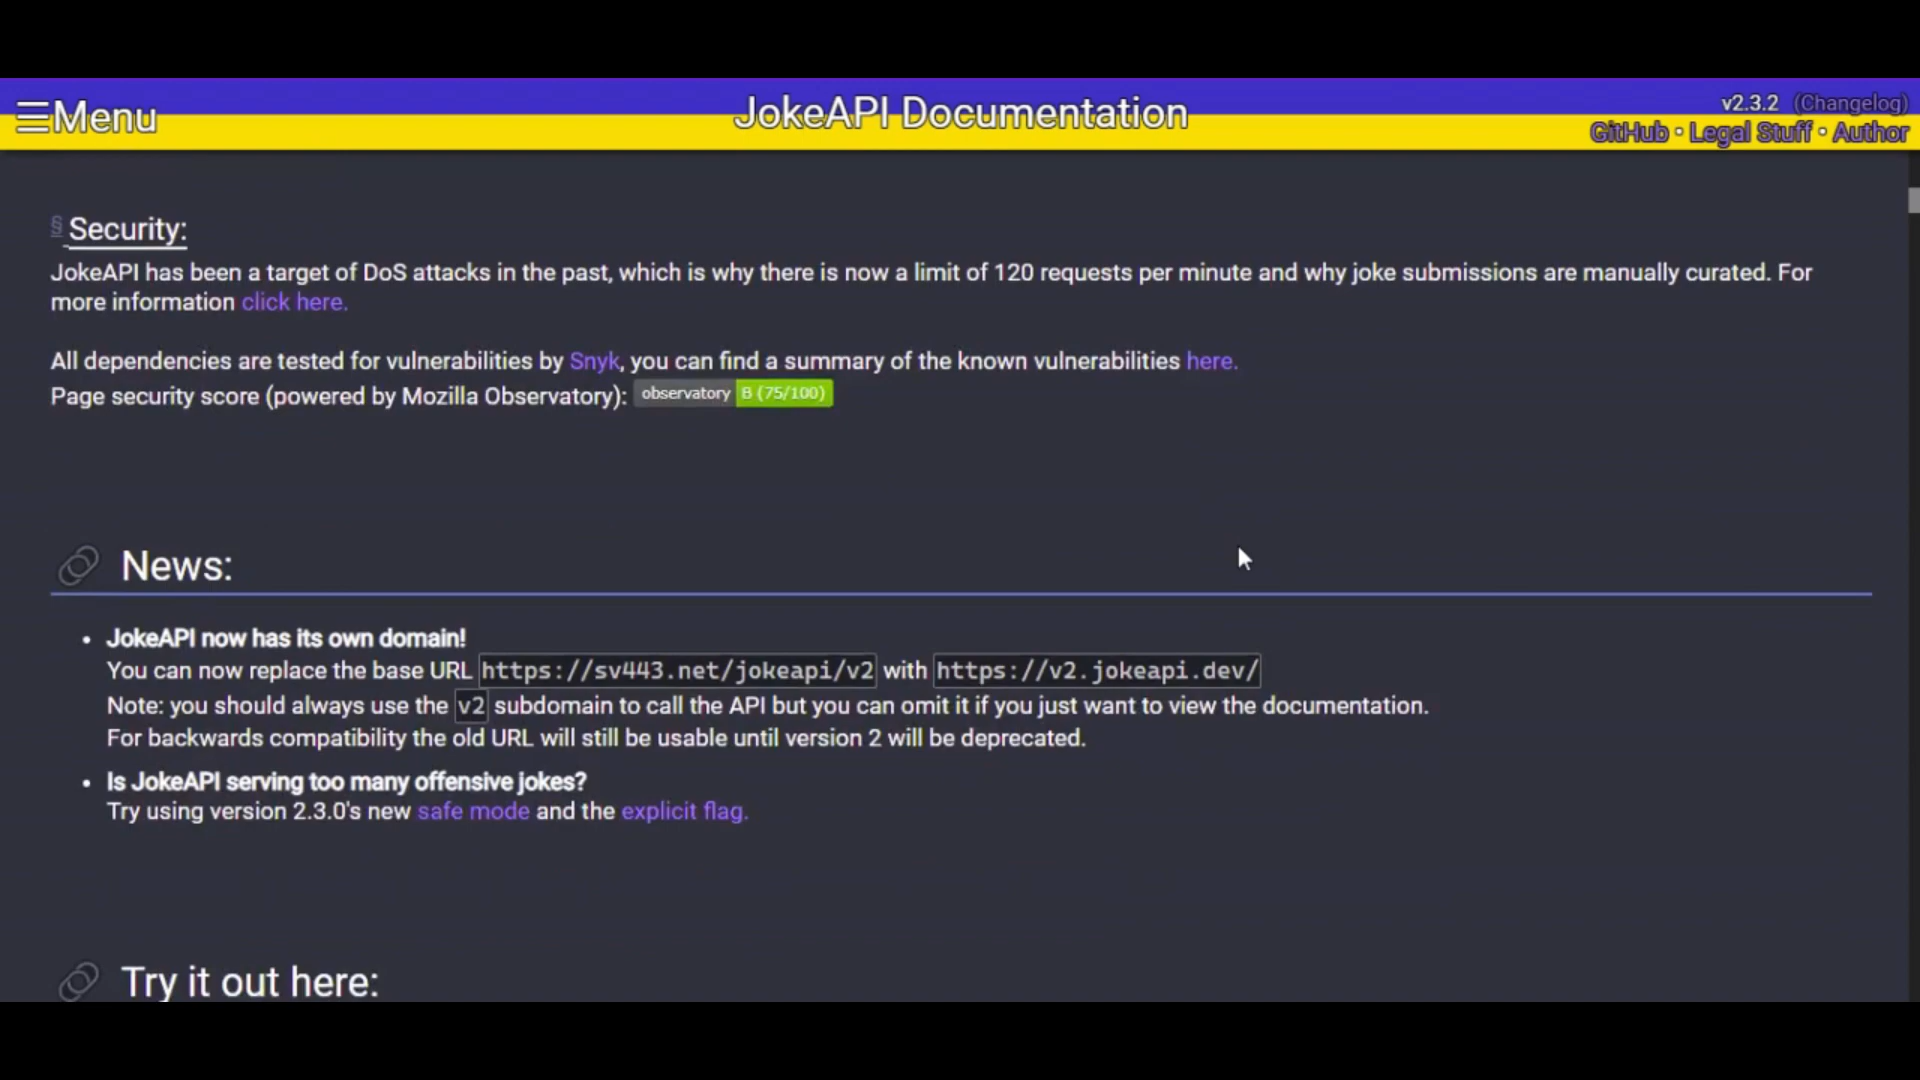 Menu
JokeAPI Documentation
v2.3.2 (Changelog)
GitHub • Legal Stuff • Author
§ Security:
JokeAPI has been a target of DoS attacks in the past, which is why there is now a limit of 120 requests per minute and why joke submissions are manually curated. For
more information click here.
All dependencies are tested for vulnerabilities by Snyk, you can find a summary of the known vulnerabilities here.
Page security score (powered by Mozilla Observatory): observatory B (75/100)
News:
• JokeAPI now has its own domain!
You can now replace the base URL https://sv443.net/jokeapi/v2 with https://v2.jokeapi.dev/
Note: you should always use the v2 subdomain to call the API but you can omit it if you just want to view the documentation.
For backwards compatibility the old URL will still be usable until version 2 will be deprecated.
• Is JokeAPI serving too many offensive jokes?
Try using version 2.3.0's new safe mode and the explicit flag.
Try it out here: